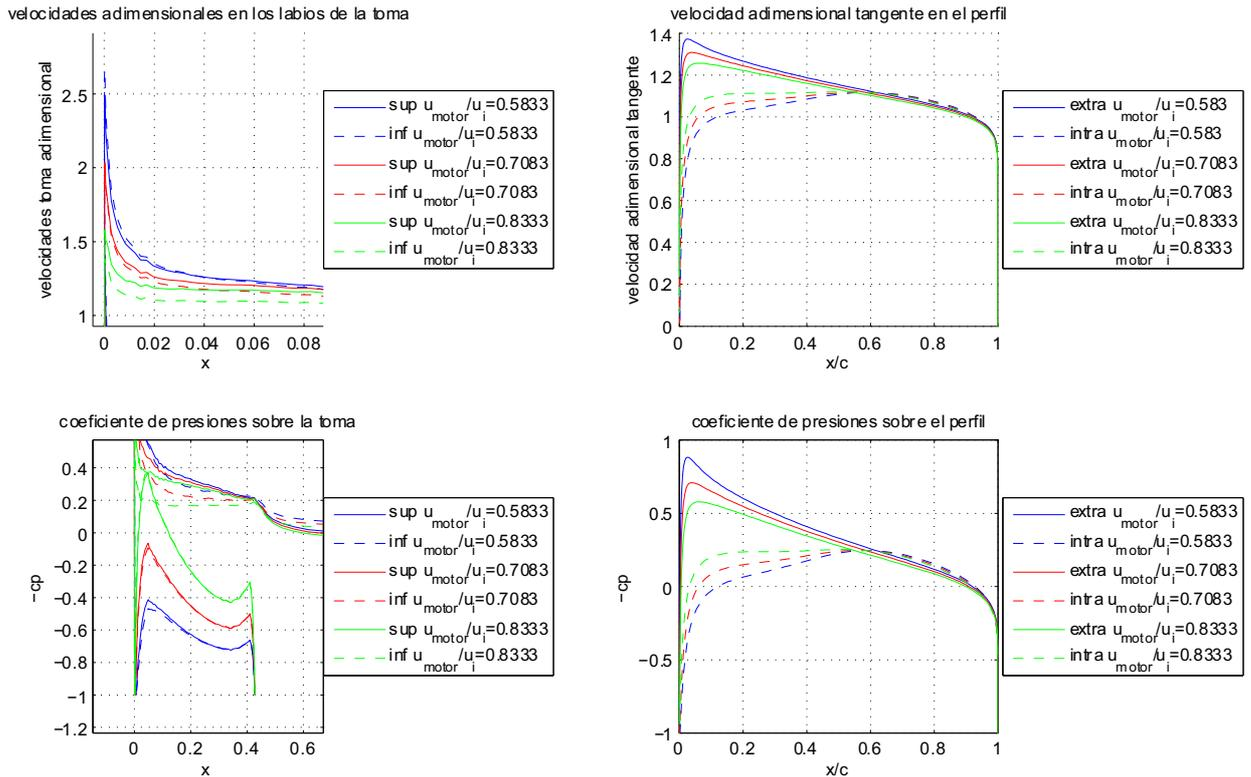 velocidades adimensionales en los labios de la toma
velocidades toma adimensional
2.5
2
1.5
1
0 0.02 0.04 0.06 0.08
x
sup u_motor/u_i=0.5833
inf u_motor/u_i=0.5833
sup u_motor/u_i=0.7083
inf u_motor/u_i=0.7083
sup u_motor/u_i=0.8333
inf u_motor/u_i=0.8333
velocidad adimensional tangente en el perfil
velocidad adimensional tangente
1.4
1.2
1
0.8
0.6
0.4
0.2
0
0 0.2 0.4 0.6 0.8 1
x/c
extra u_motor/u_i=0.583
intra u_motor/u_i=0.583
extra u_motor/u_i=0.7083
intra u_motor/u_i=0.7083
extra u_motor/u_i=0.8333
intra u_motor/u_i=0.8333
coeficiente de presiones sobre la toma
−cp
0.4
0.2
0
−0.2
−0.4
−0.6
−0.8
−1
−1.2
0 0.2 0.4 0.6
x
sup u_motor/u_i=0.5833
inf u_motor/u_i=0.5833
sup u_motor/u_i=0.7083
inf u_motor/u_i=0.7083
sup u_motor/u_i=0.8333
inf u_motor/u_i=0.8333
coeficiente de presiones sobre el perfil
−cp
1
0.5
0
−0.5
−1
0 0.2 0.4 0.6 0.8 1
x/c
extra u_motor/u_i=0.5833
intra u_motor/u_i=0.5833
extra u_motor/u_i=0.7083
intra u_motor/u_i=0.7083
extra u_motor/u_i=0.8333
intra u_motor/u_i=0.8333